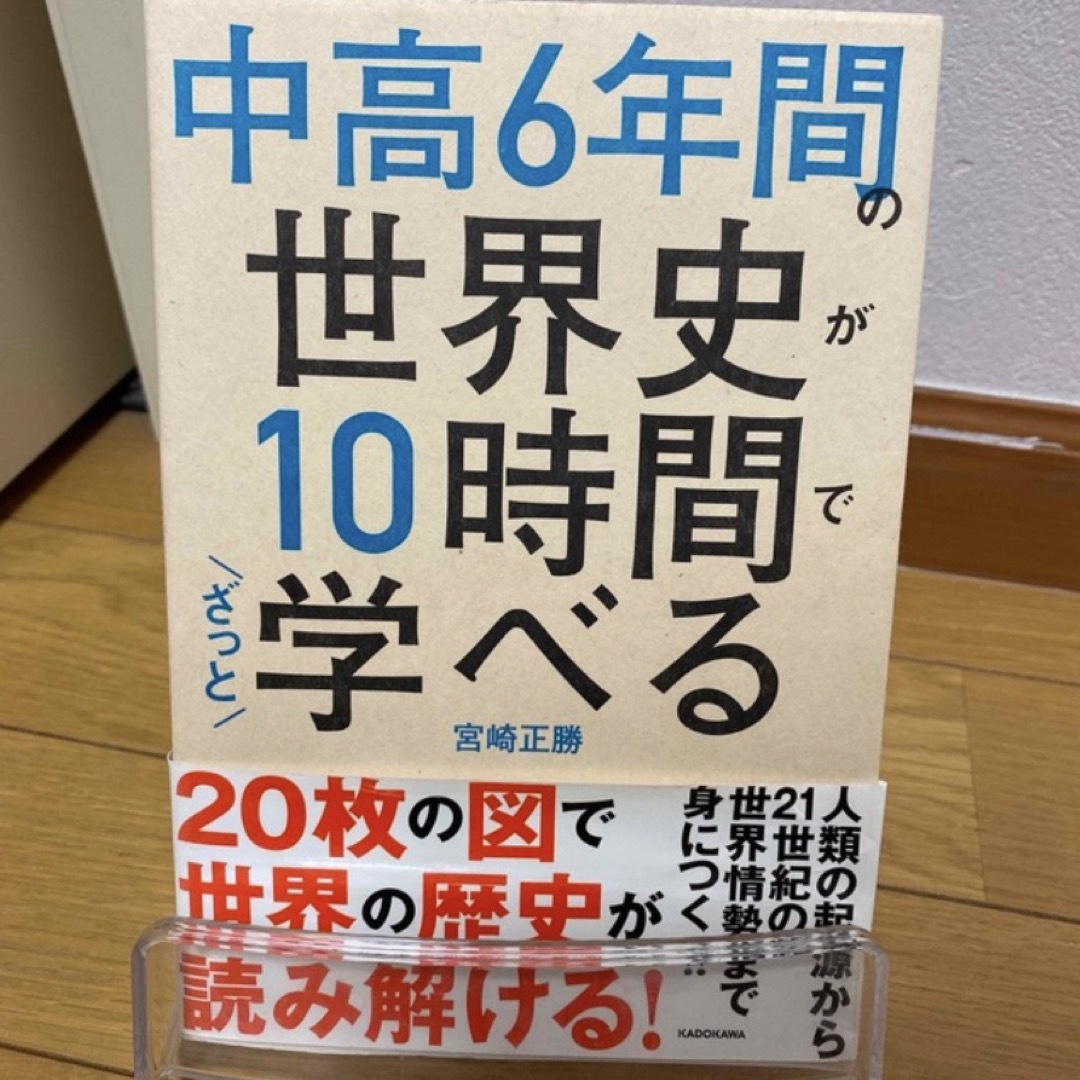 中高6年間の
世界史が
10時間で
ざっと
学べる
宮崎正勝
20枚の図で
世界の歴史が
読み解ける!
人類の起源から
21世紀の
世界情勢まで
身につく!!
KADOKAWA